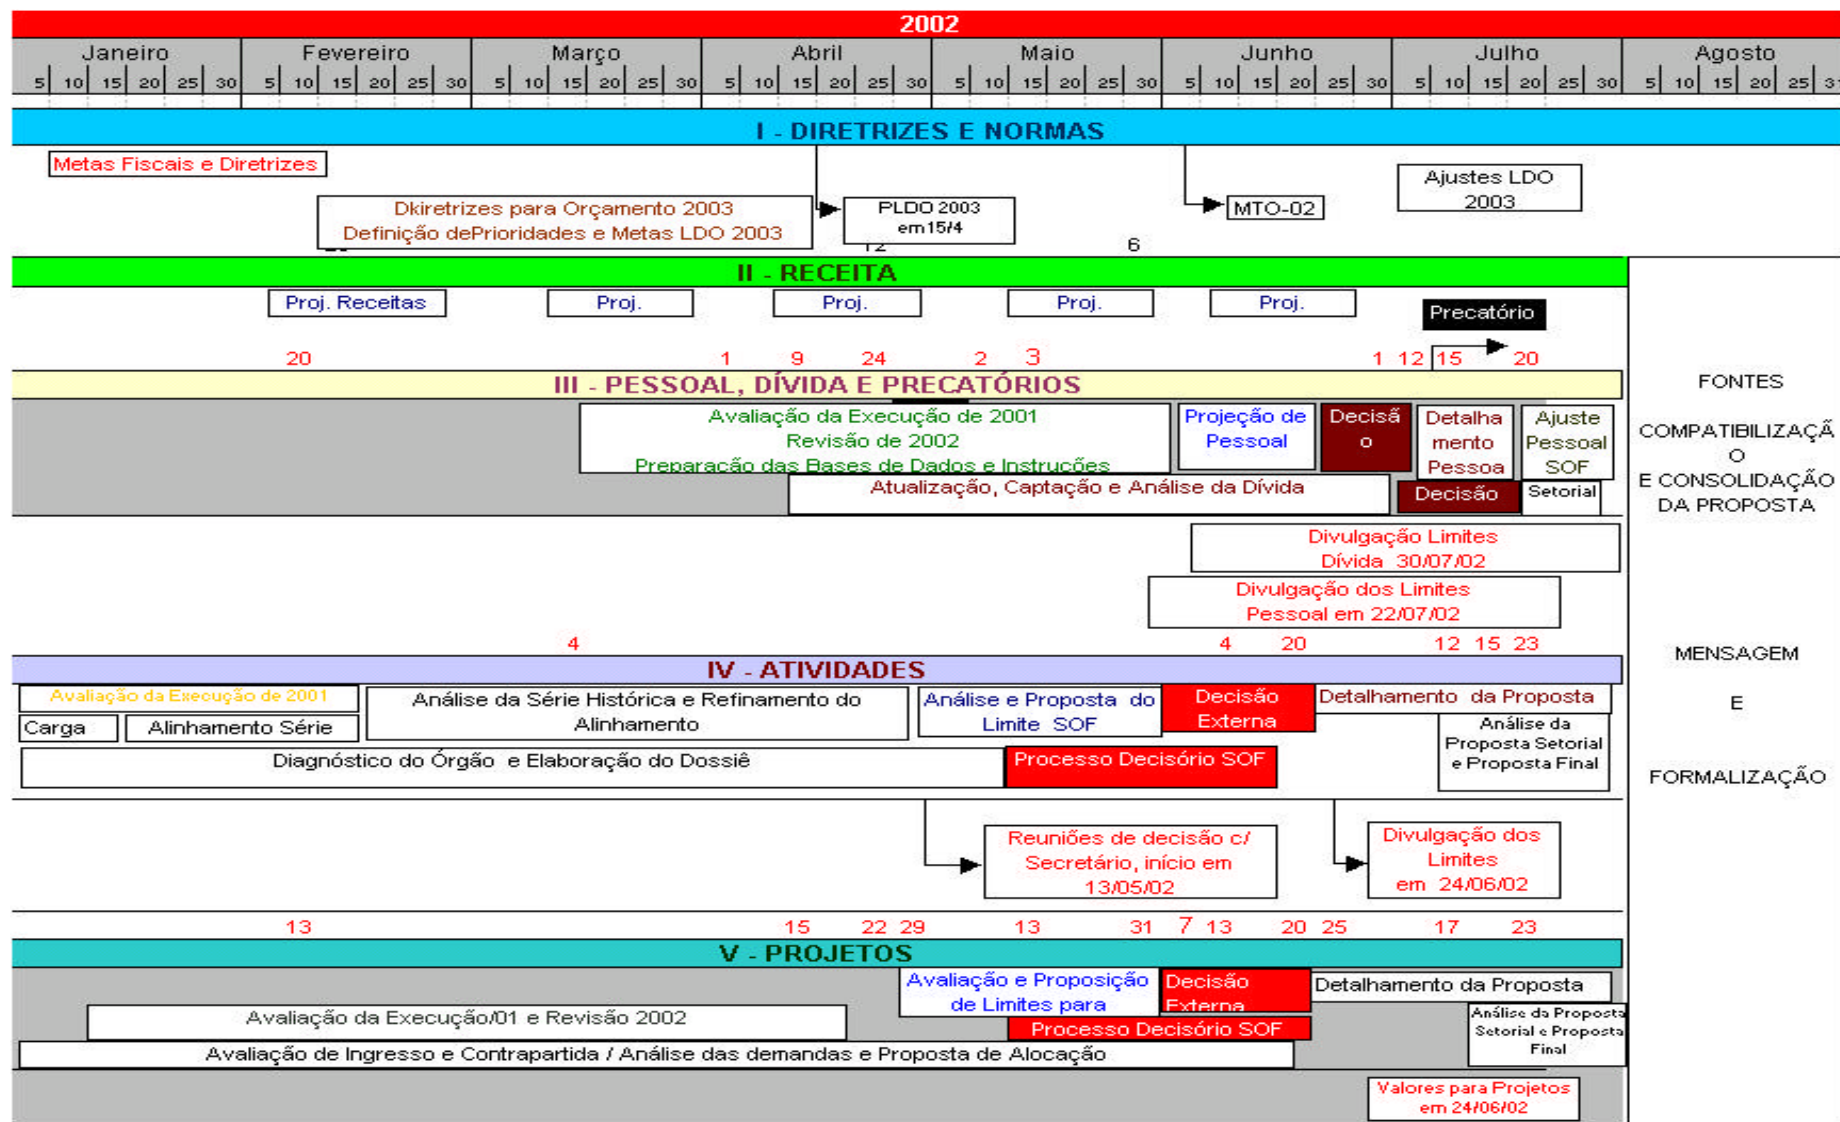 2002
Janeiro Fevereiro Março Abril Maio Junho Julho Agosto
5 10 15 20 25 30 5 10 15 20 25 30 5 10 15 20 25 30 5 10 15 20 25 30 5 10 15 20 25 30 5 10 15 20 25 30 5 10 15 20 25 30 5 10 15 20 25 31
I - DIRETRIZES E NORMAS
Metas Fiscais e Diretrizes
Dkiretrizes para Orçamento 2003
Definição dePrioridades e Metas LDO 2003
PLDO 2003
em15/4
MTO-02
Ajustes LDO
2003
12 6
II - RECEITA
Proj. Receitas Proj. Proj. Proj. Proj.
Precatório
20 1 9 24 2 3 1 12 15 20
III - PESSOAL, DÍVIDA E PRECATÓRIOS
Avaliação da Execução de 2001
Revisão de 2002
Preparação das Bases de Dados e Instruções
Projeção de
Pessoal
Decisã
o
Detalha
mento
Pessoa
Ajuste
Pessoal
SOF
Atualização, Captação e Análise da Dívida
Decisão
Setorial
Divulgação Limites
Dívida 30/07/02
Divulgação dos Limites
Pessoal em 22/07/02
4 4 20 12 15 23
IV - ATIVIDADES
Avaliação da Execução de 2001
Carga
Alinhamento Série
Análise da Série Histórica e Refinamento do
Alinhamento
Análise e Proposta do
Limite SOF
Decisão
Externa
Detalhamento da Proposta
Análise da
Proposta Setorial
e Proposta Final
Diagnóstico do Órgão e Elaboração do Dossiê
Processo Decisório SOF
Reuniões de decisão c/
Secretário, início em
13/05/02
Divulgação dos
Limites
em 24/06/02
13 15 22 29 13 31 7 13 20 25 17 23
V - PROJETOS
Avaliação e Proposição
de Limites para
Decisão
Externa
Detalhamento da Proposta
Avaliação da Execução/01 e Revisão 2002
Processo Decisório SOF
Análise da Proposta
Setorial e Proposta
Final
Avaliação de Ingresso e Contrapartida / Análise das demandas e Proposta de Alocação
Valores para Projetos
em 24/06/02
FONTES
COMPATIBILIZAÇÃ
O
E CONSOLIDAÇÃO
DA PROPOSTA
MENSAGEM
E
FORMALIZAÇÃO